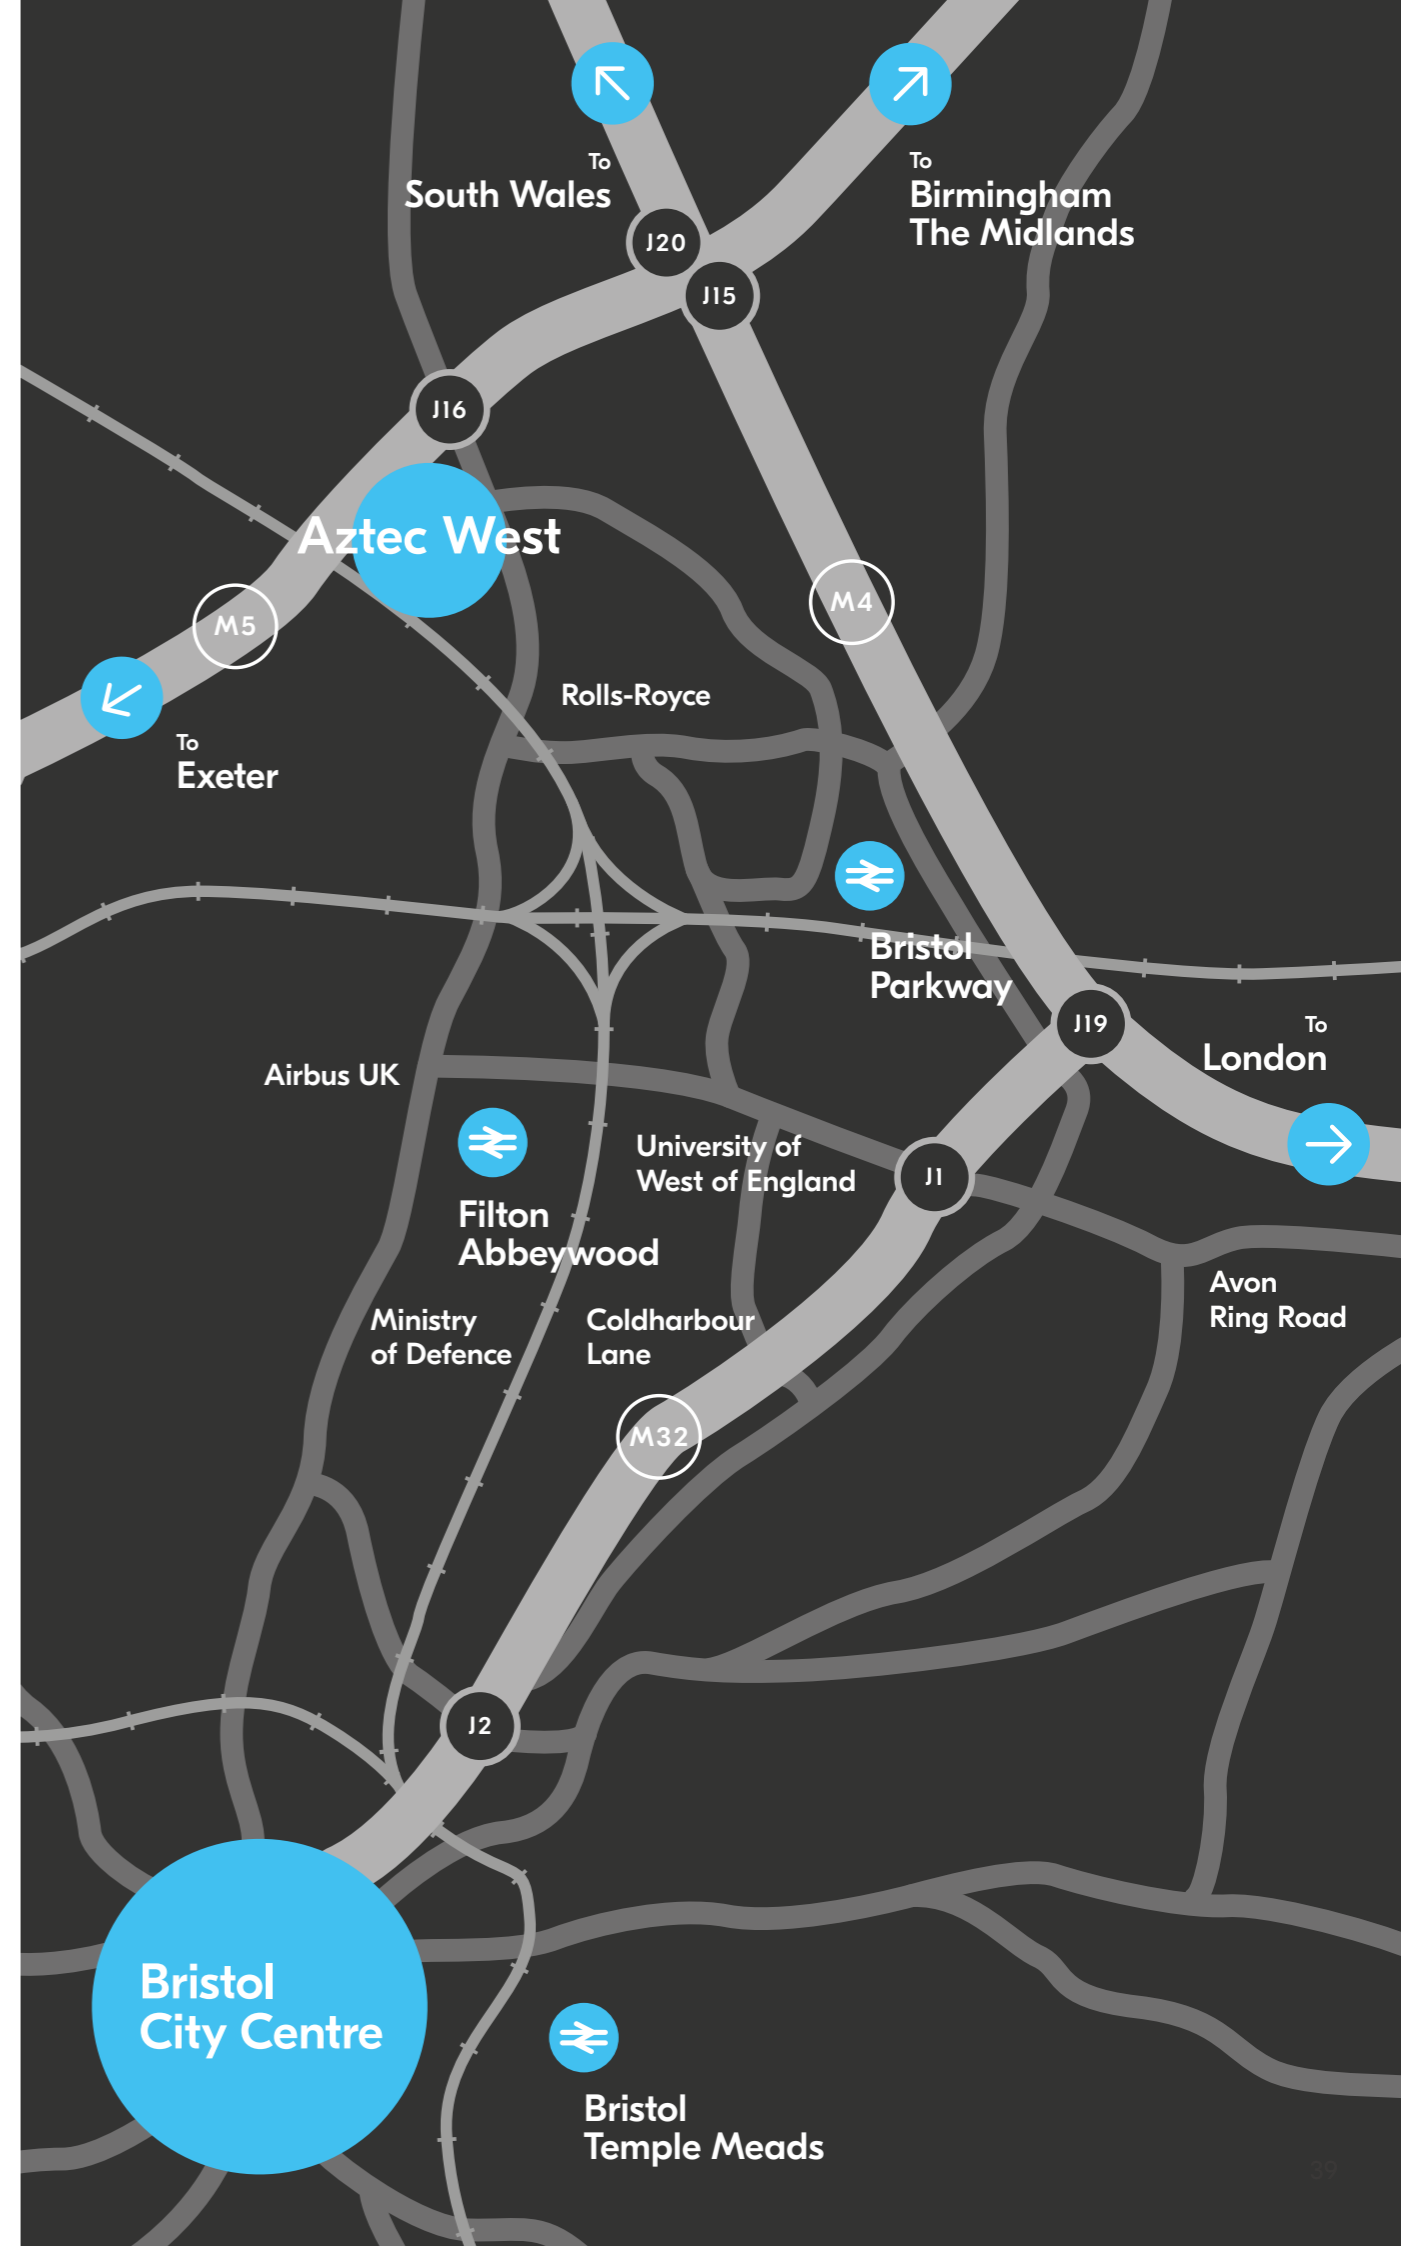 To
South Wales
To
Birmingham
The Midlands
J20
J15
J16
Aztec West
M4
M5
Rolls-Royce
To
Exeter
Bristol
Parkway
J19
To
London
Airbus UK
University of
West of England
J1
Filton
Abbeywood
Avon
Ring Road
Ministry
of Defence
Coldharbour
Lane
M32
J2
Bristol
City Centre
Bristol
Temple Meads
39